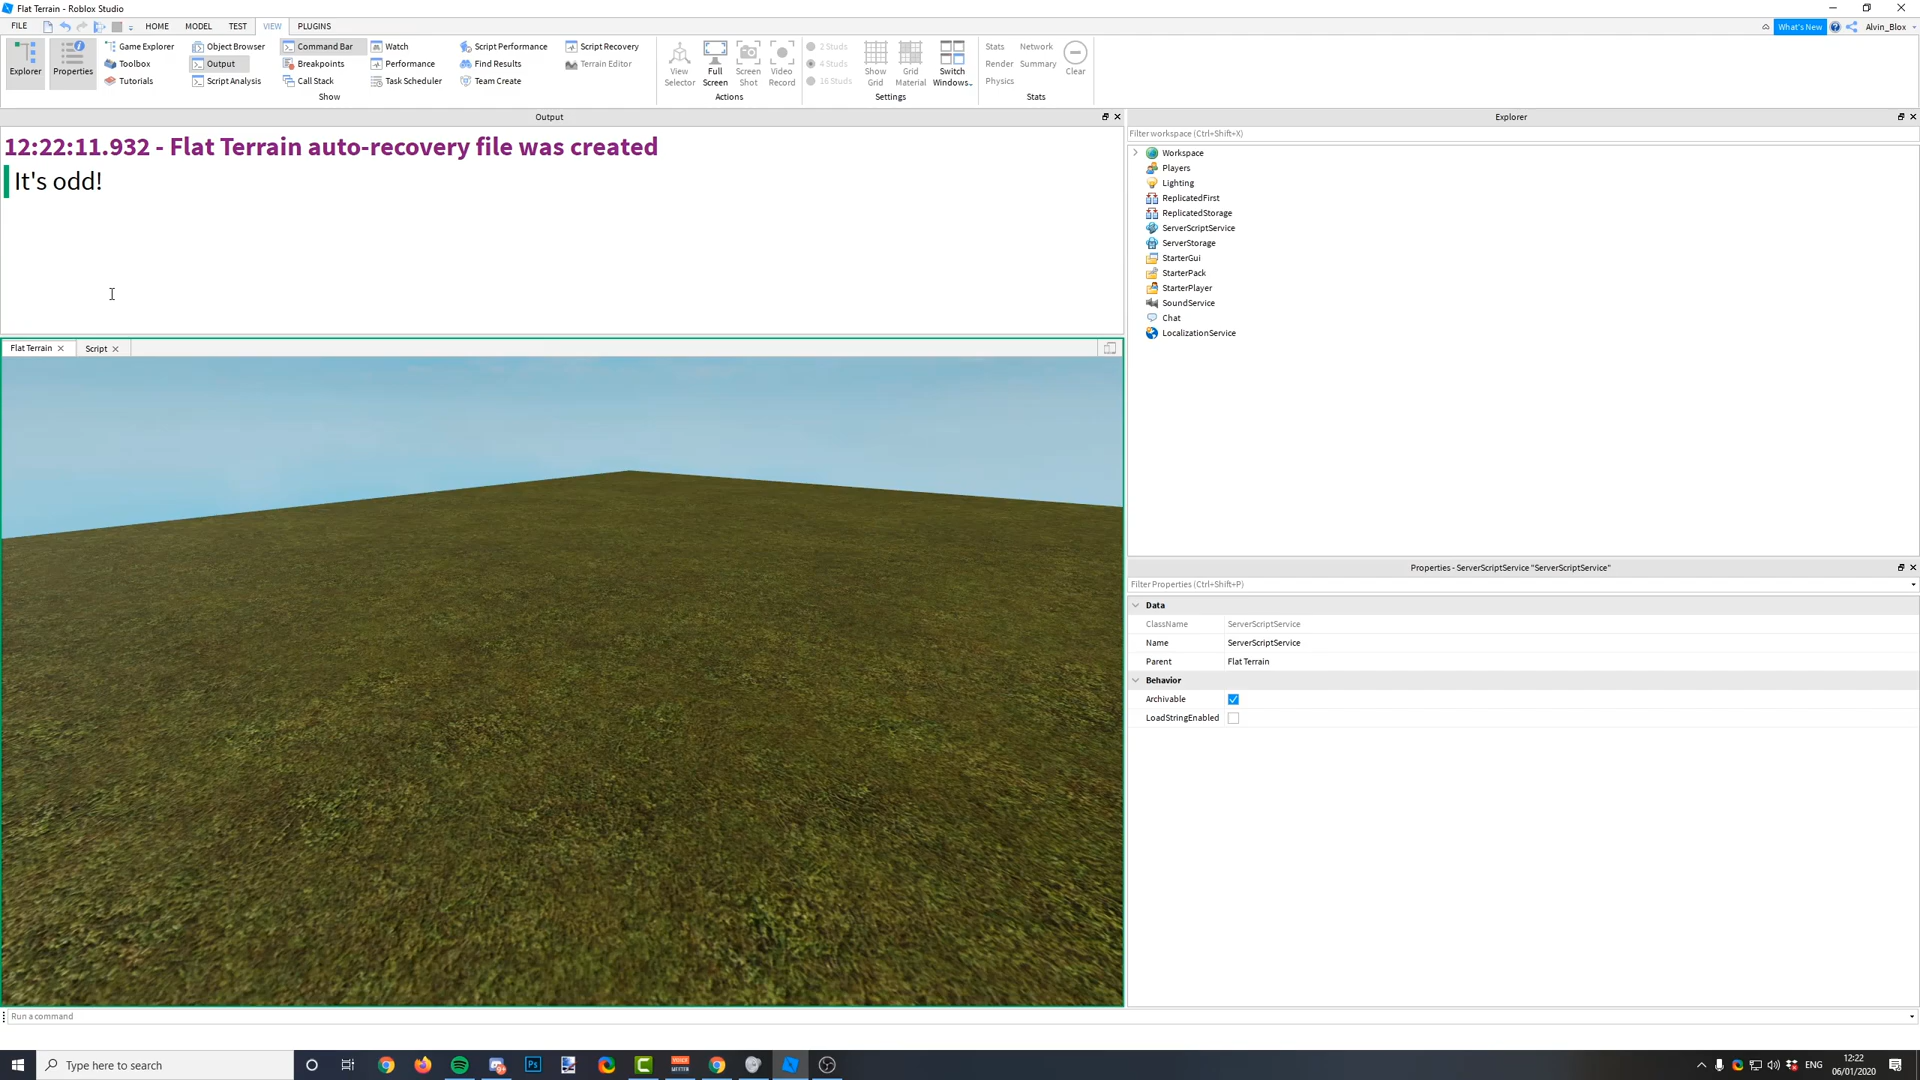 Flat Terrain - Roblox Studio
FILE
HOME
MODEL
TEST
VIEW
PLUGINS
What's New
Alvin_Blox
Explorer
Properties
Game Explorer
Toolbox
Tutorials
Object Browser
Output
Script Analysis
Command Bar
Breakpoints
Call Stack
Watch
Performance
Task Scheduler
Script Performance
Find Results
Team Create
Script Recovery
Terrain Editor
Show
View Selector
Full Screen
Screen Shot
Video Record
Actions
2 Studs
4 Studs
16 Studs
Show Grid
Grid Material
Switch Windows..
Settings
Stats
Network
Render
Summary
Physics
Clear
Stats
Output
12:22:11.932 - Flat Terrain auto-recovery file was created
It's odd!
Flat Terrain
Script
Explorer
Filter workspace (Ctrl+Shift+X)
Workspace
Players
Lighting
ReplicatedFirst
ReplicatedStorage
ServerScriptService
ServerStorage
StarterGui
StarterPack
StarterPlayer
SoundService
Chat
LocalizationService
Properties - ServerScriptService "ServerScriptService"
Filter Properties (Ctrl+Shift+P)
Data
ClassName ServerScriptService
Name ServerScriptService
Parent Flat Terrain
Behavior
Archivable
LoadStringEnabled
Run a command
Type here to search
Ps
ENG
12:22
06/01/2020